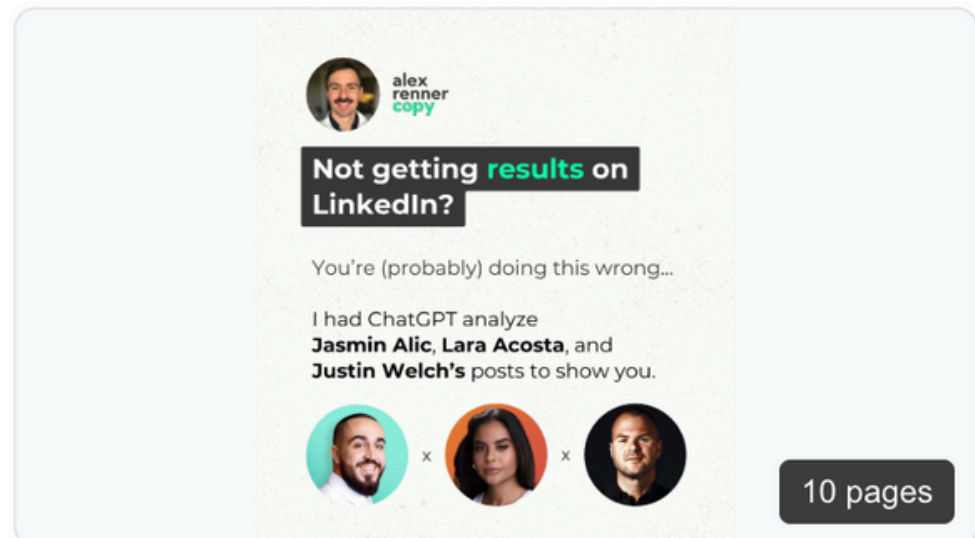 alex
renner
copy
Not getting results on
LinkedIn?
You're (probably) doing this wrong...
I had ChatGPT analyze
Jasmin Alic, Lara Acosta, and
Justin Welch's posts to show you.
x x
10 pages